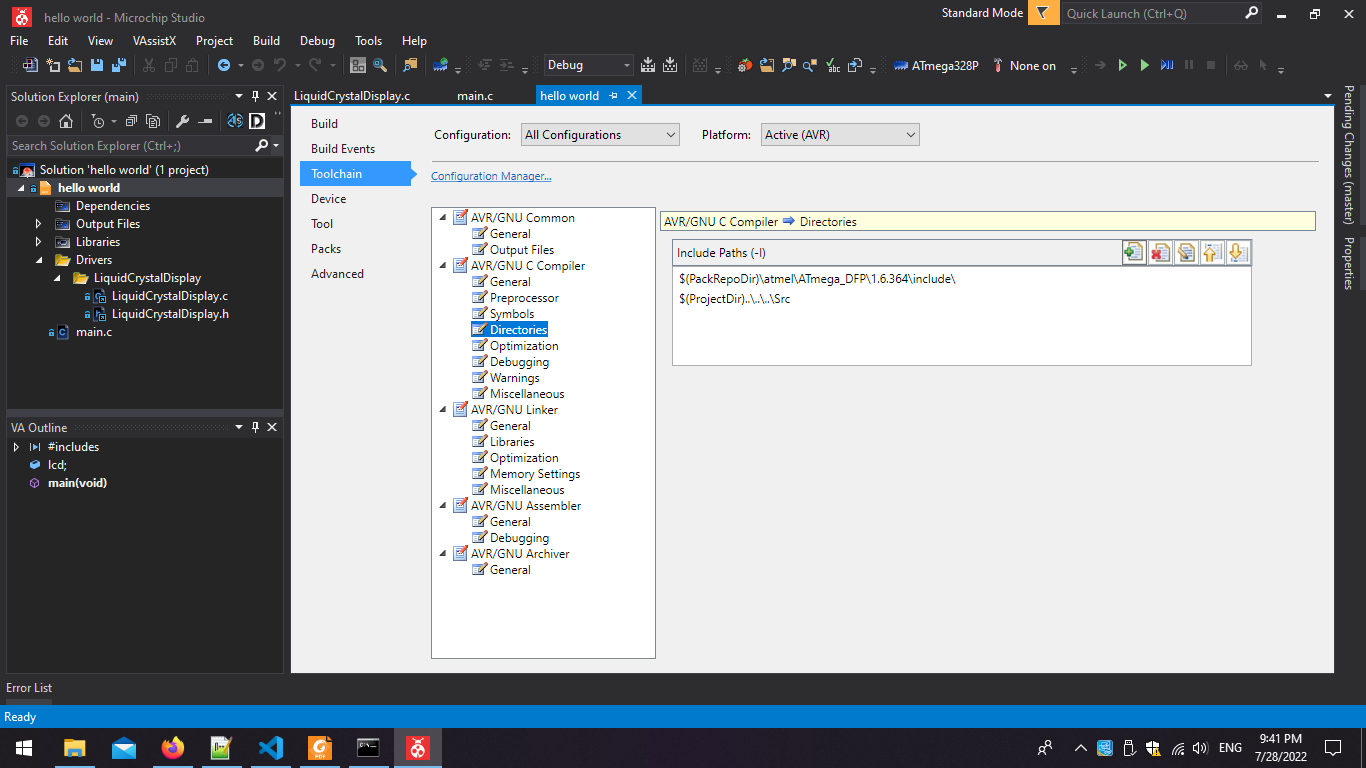 hello world - Microchip Studio
Standard Mode
Quick Launch (Ctrl+Q)
File Edit View VAssistX Project Build Debug Tools Help
Debug
ATmega328P
None on
Solution Explorer (main)
Search Solution Explorer (Ctrl+;)
Solution 'hello world' (1 project)
hello world
Dependencies
Output Files
Libraries
Drivers
LiquidCrystalDisplay
LiquidCrystalDisplay.c
LiquidCrystalDisplay.h
main.c
VA Outline
#includes
lcd;
main(void)
LiquidCrystalDisplay.c main.c hello world
Build
Build Events
Toolchain
Device
Tool
Packs
Advanced
Configuration: All Configurations Platform: Active (AVR)
Configuration Manager...
AVR/GNU Common
General
Output Files
AVR/GNU C Compiler
General
Preprocessor
Symbols
Directories
Optimization
Debugging
Warnings
Miscellaneous
AVR/GNU Linker
General
Libraries
Optimization
Memory Settings
Miscellaneous
AVR/GNU Assembler
General
Debugging
AVR/GNU Archiver
General
AVR/GNU C Compiler Directories
Include Paths (-I)
$(PackRepoDir)\atmel\ATmega_DFP\1.6.364\include\
$(ProjectDir)..\..\..\Src
Pending Changes (master)
Properties
Error List
Ready
PDF
ENG
9:41 PM
7/28/2022